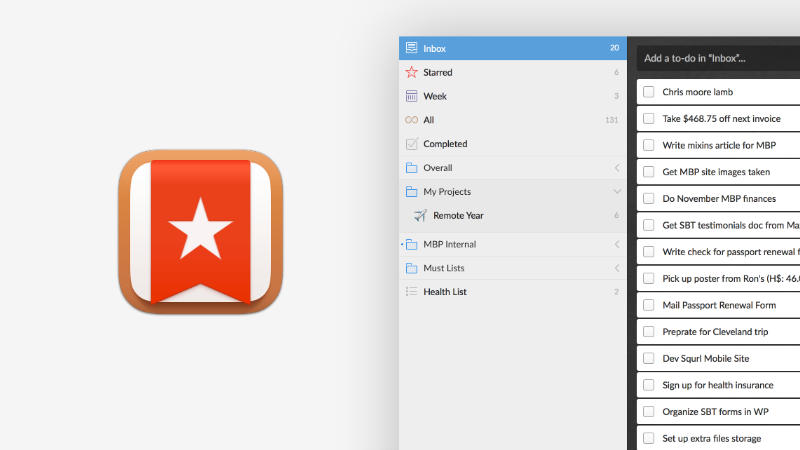 Inbox 20
Starred 6
Week 3
All 131
Completed
Overall
My Projects
Remote Year 6
MBP Internal
Must Lists
Health List 2
Add a to-do in “Inbox”...
Chris moore lamb
Take $468.75 off next invoice
Write mixins article for MBP
Get MBP site images taken
Do November MBP finances
Get SBT testimonials doc from
Write check for passport renewal
Pick up poster from Ron's (H$: 46.
Mail Passport Renewal Form
Preprate for Cleveland trip
Dev Squrl Mobile Site
Sign up for health insurance
Organize SBT forms in WP
Set up extra files storage